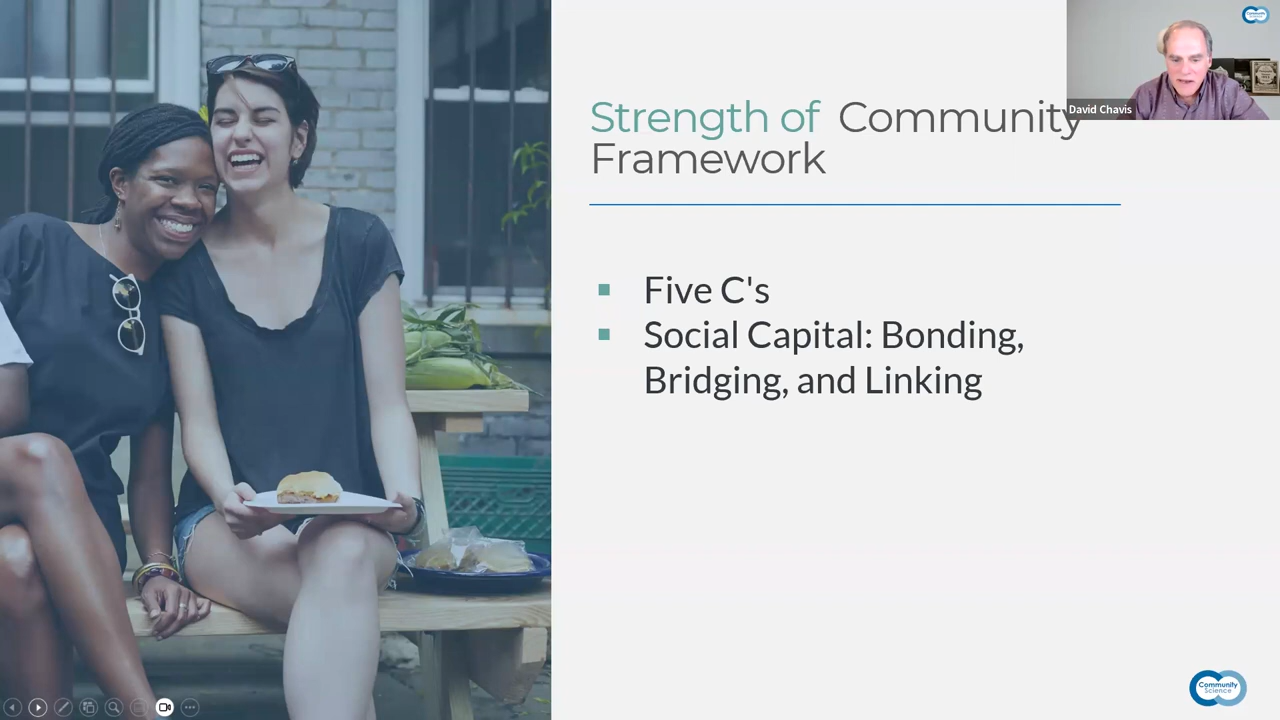 Strength of Community
Framework
David Chavis
Five C's
Social Capital: Bonding,
Bridging, and Linking
Community
Science